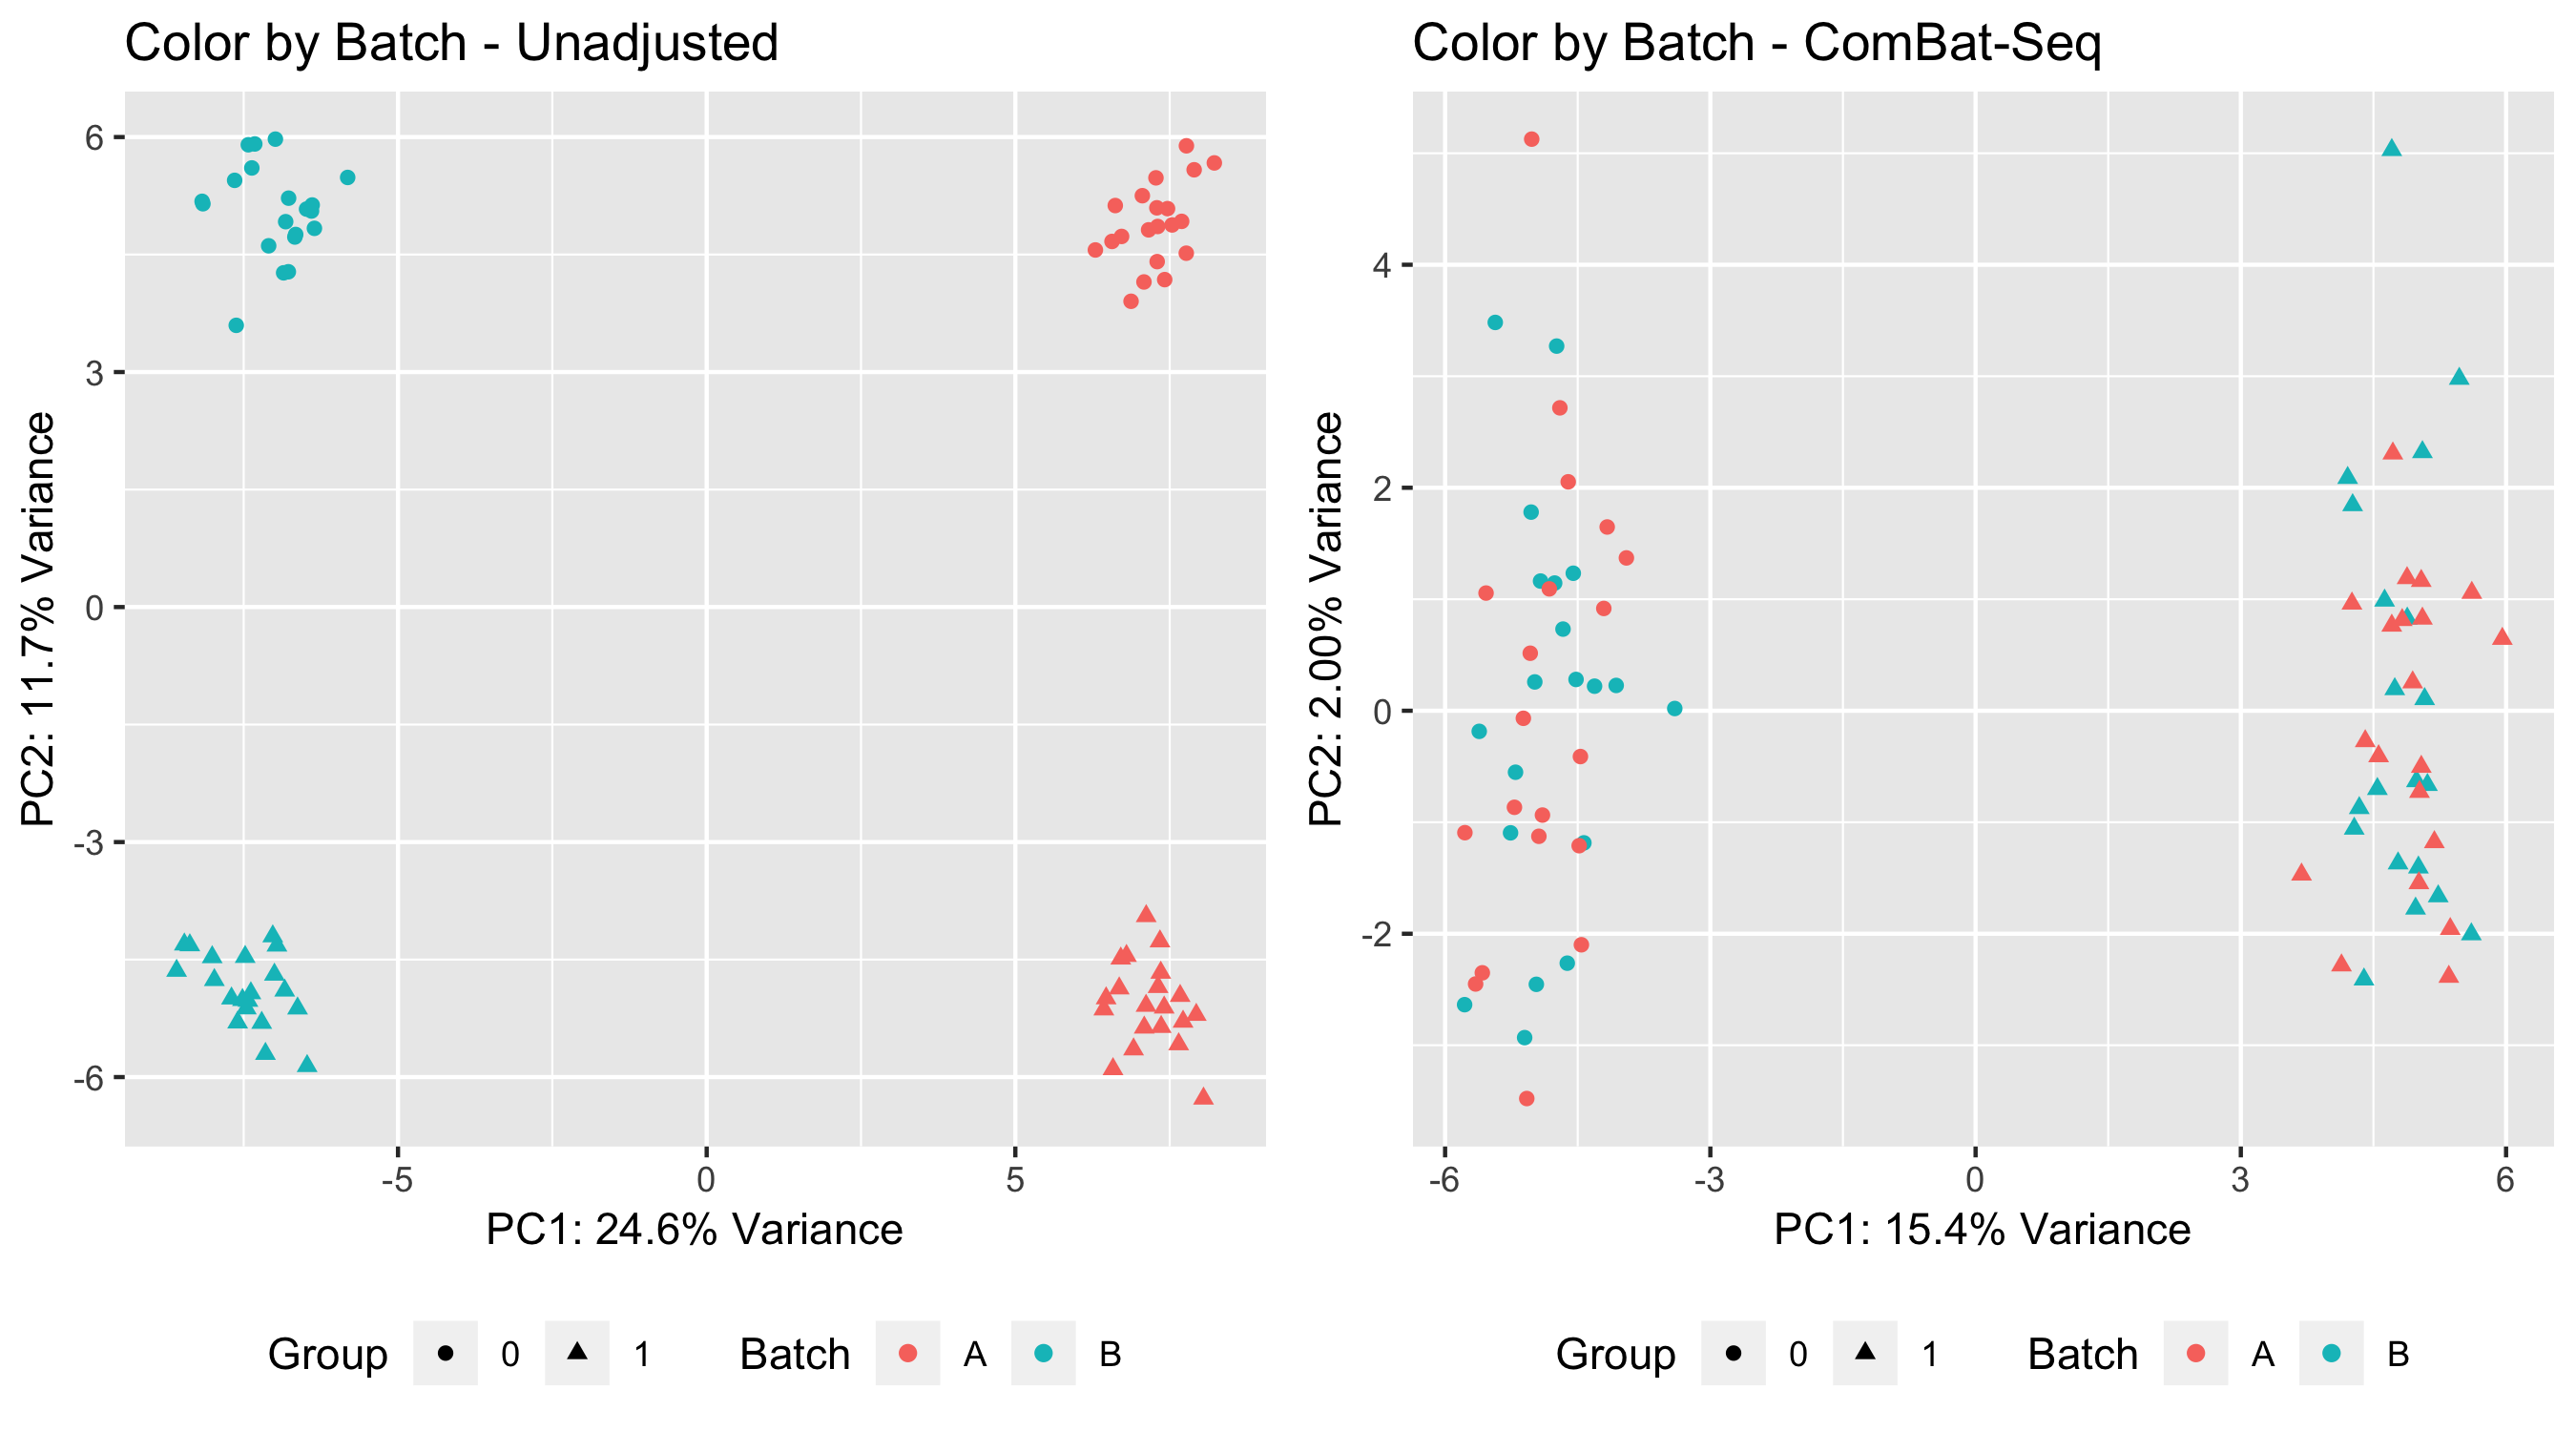 Color by Batch - Unadjusted
6
3
0
-3
-6
PC2: 11.7% Variance
-5
0
5
PC1: 24.6% Variance
Group 0 1 Batch A B
Color by Batch - ComBat-Seq
4
2
0
-2
PC2: 2.00% Variance
-6
-3
0
3
6
PC1: 15.4% Variance
Group 0 1 Batch A B